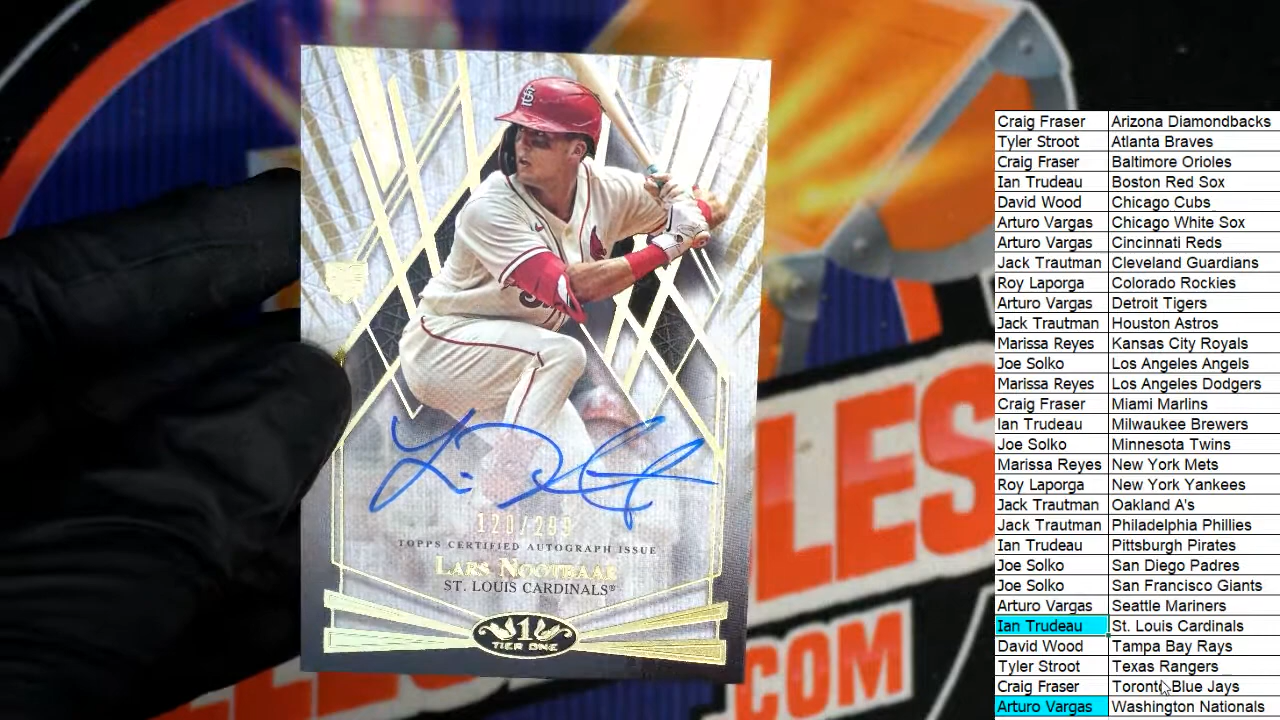 120/299
TOPPS CERTIFIED AUTOGRAPH ISSUE
LARS NOOTBAAR
ST. LOUIS CARDINALS®
1
TIER ONE
LES
.COM
Craig Fraser Arizona Diamondbacks
Tyler Stroot Atlanta Braves
Craig Fraser Baltimore Orioles
Ian Trudeau Boston Red Sox
David Wood Chicago Cubs
Arturo Vargas Chicago White Sox
Arturo Vargas Cincinnati Reds
Jack Trautman Cleveland Guardians
Roy Laporga Colorado Rockies
Arturo Vargas Detroit Tigers
Jack Trautman Houston Astros
Marissa Reyes Kansas City Royals
Joe Solko Los Angeles Angels
Marissa Reyes Los Angeles Dodgers
Craig Fraser Miami Marlins
Ian Trudeau Milwaukee Brewers
Joe Solko Minnesota Twins
Marissa Reyes New York Mets
Roy Laporga New York Yankees
Jack Trautman Oakland A's
Jack Trautman Philadelphia Phillies
Ian Trudeau Pittsburgh Pirates
Joe Solko San Diego Padres
Joe Solko San Francisco Giants
Arturo Vargas Seattle Mariners
Ian Trudeau St. Louis Cardinals
David Wood Tampa Bay Rays
Tyler Stroot Texas Rangers
Craig Fraser Toronto Blue Jays
Arturo Vargas Washington Nationals